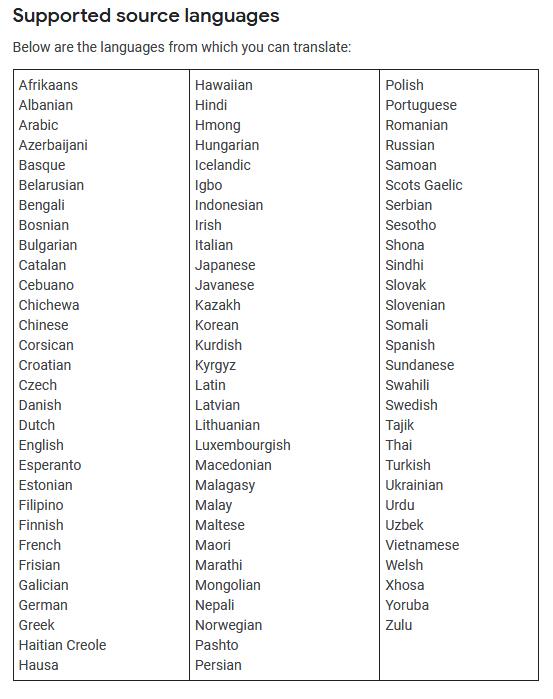 Supported source languages
Below are the languages from which you can translate:
Afrikaans
Albanian
Arabic
Azerbaijani
Basque
Belarusian
Bengali
Bosnian
Bulgarian
Catalan
Cebuano
Chichewa
Chinese
Corsican
Croatian
Czech
Danish
Dutch
English
Esperanto
Estonian
Filipino
Finnish
French
Frisian
Galician
German
Greek
Haitian Creole
Hausa
Hawaiian
Hindi
Hmong
Hungarian
Icelandic
Igbo
Indonesian
Irish
Italian
Japanese
Javanese
Kazakh
Korean
Kurdish
Kyrgyz
Latin
Latvian
Lithuanian
Luxembourgish
Macedonian
Malagasy
Malay
Maltese
Maori
Marathi
Mongolian
Nepali
Norwegian
Pashto
Persian
Polish
Portuguese
Romanian
Russian
Samoan
Scots Gaelic
Serbian
Sesotho
Shona
Sindhi
Slovak
Slovenian
Somali
Spanish
Sundanese
Swahili
Swedish
Tajik
Thai
Turkish
Ukrainian
Urdu
Uzbek
Vietnamese
Welsh
Xhosa
Yoruba
Zulu